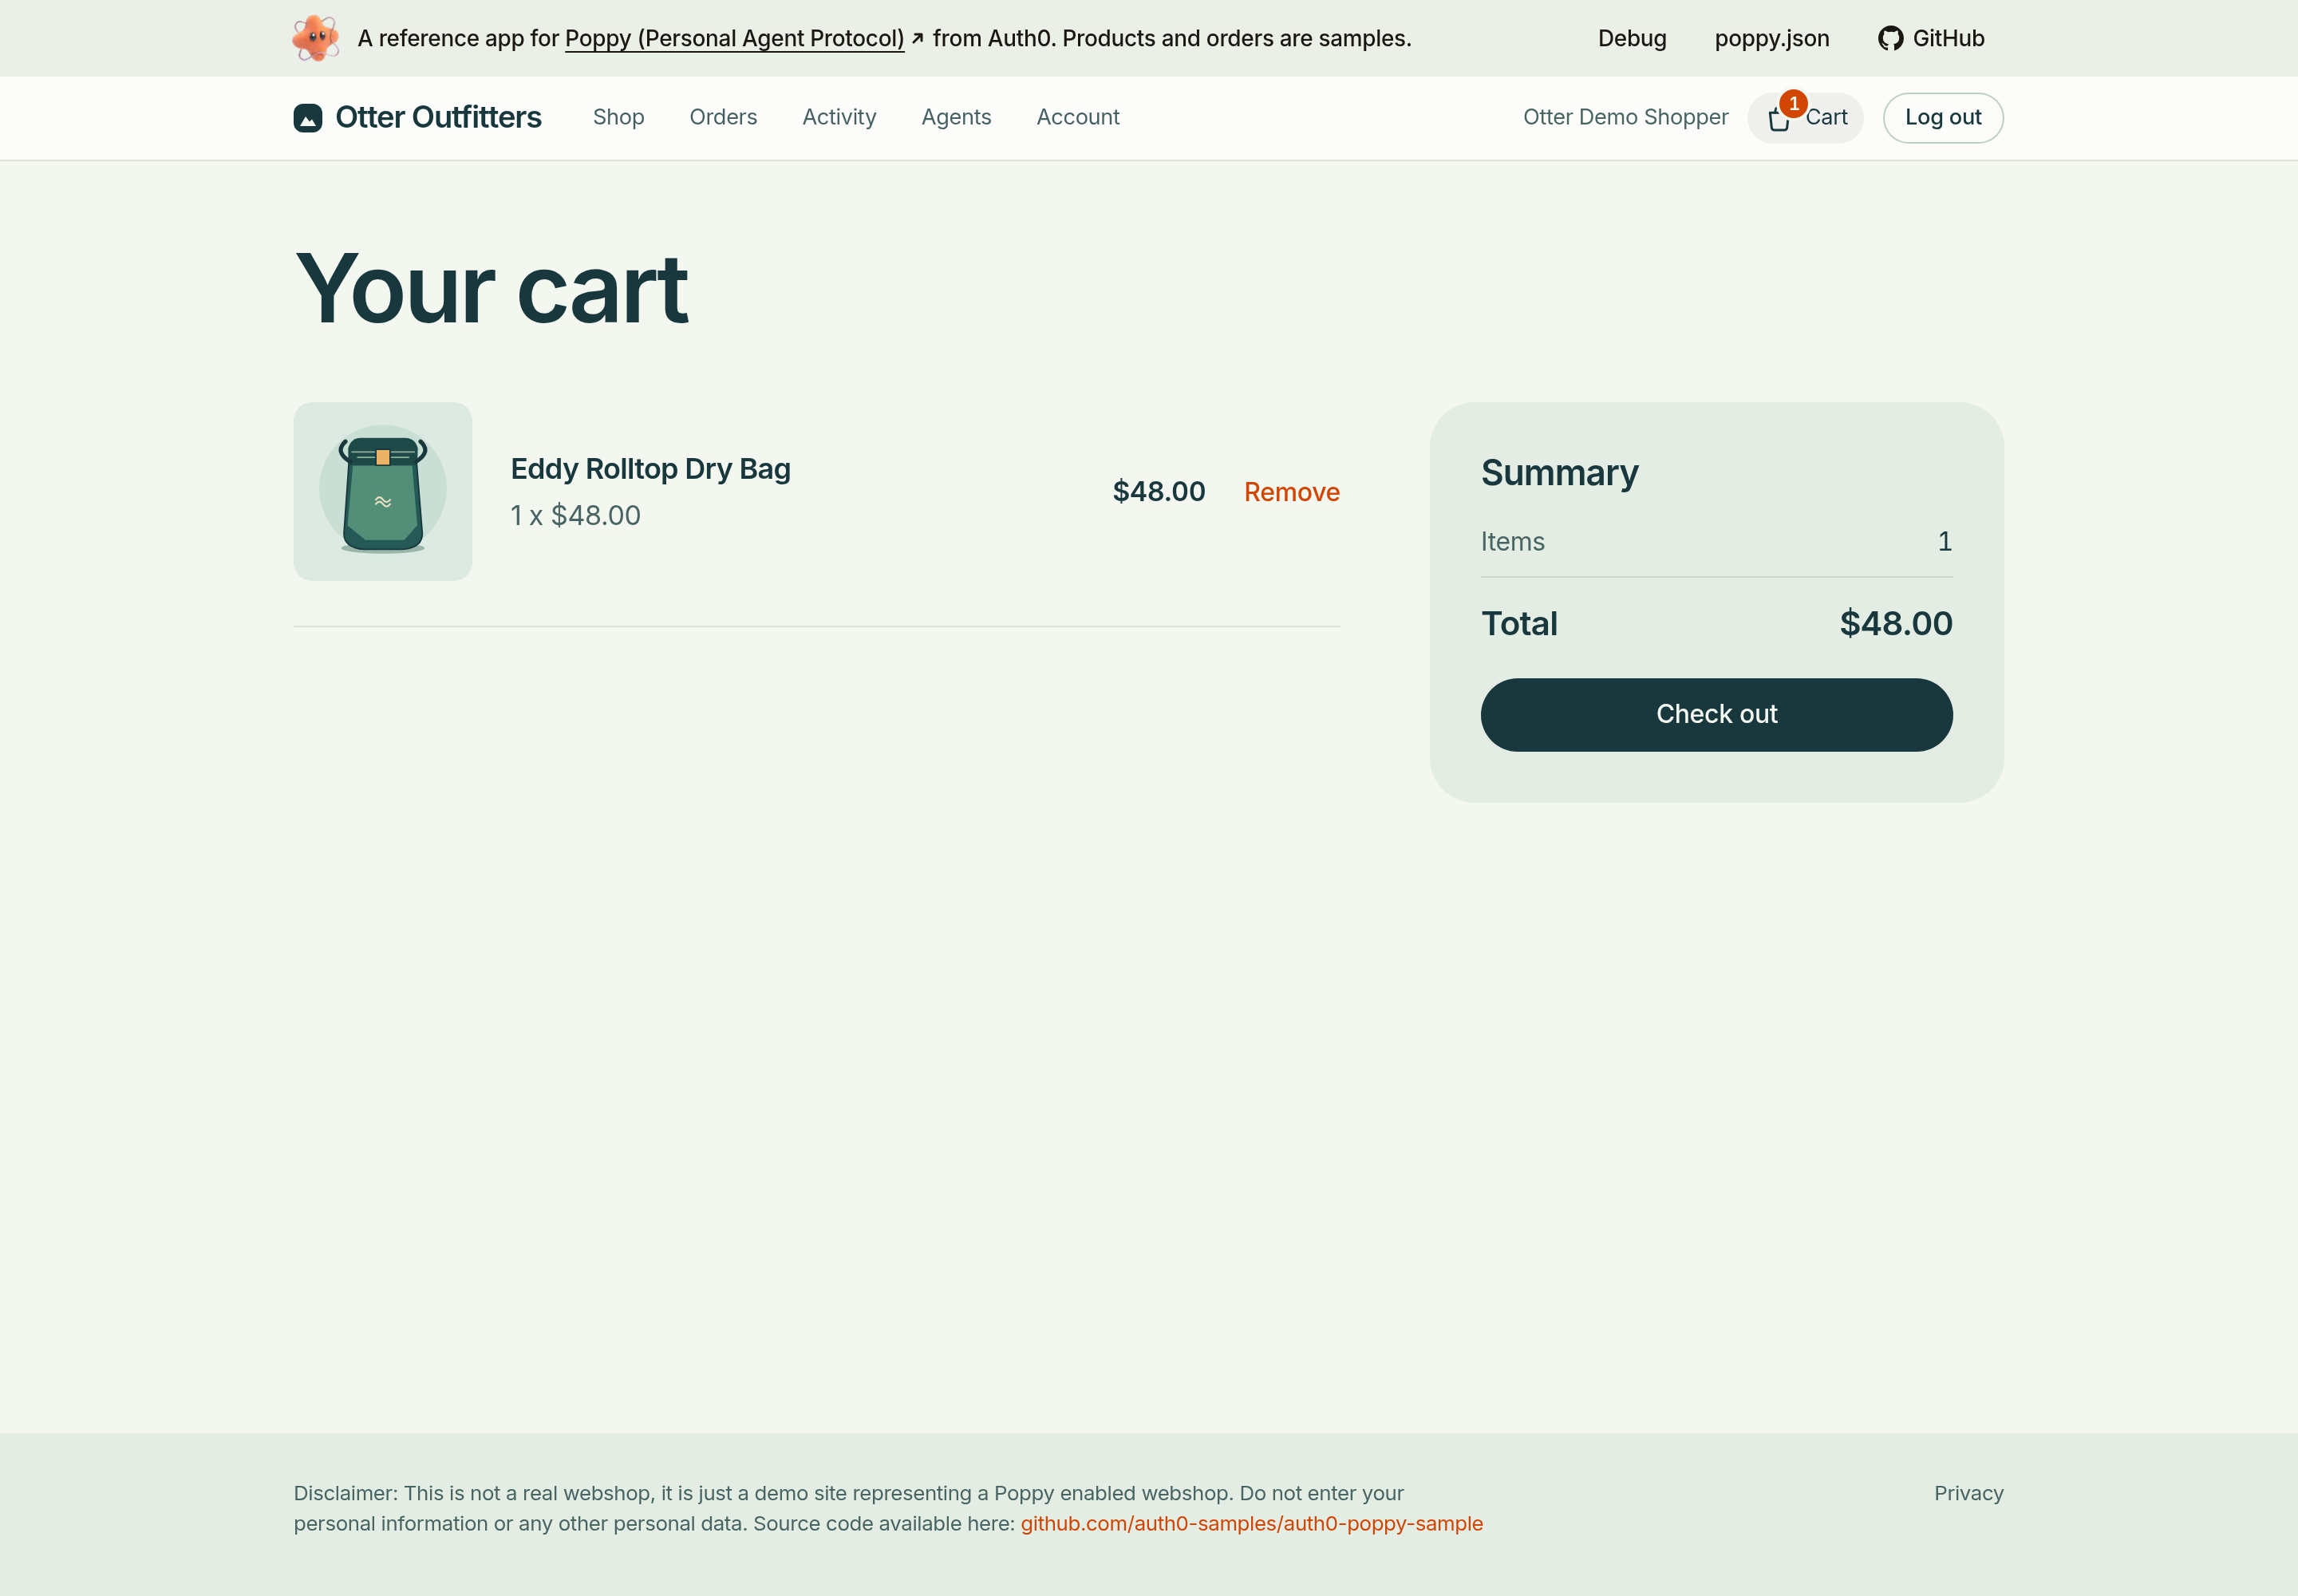 A reference app for Poppy (Personal Agent Protocol) ↗ from Auth0. Products and orders are samples.
Debug
poppy.json
GitHub
Otter Outfitters
Shop
Orders
Activity
Agents
Account
Otter Demo Shopper
1
Cart
Log out
Your cart
Eddy Rolltop Dry Bag
1 x $48.00
$48.00
Remove
Summary
Items 1
Total $48.00
Check out
Disclaimer: This is not a real webshop, it is just a demo site representing a Poppy enabled webshop. Do not enter your
personal information or any other personal data. Source code available here: github.com/auth0-samples/auth0-poppy-sample
Privacy